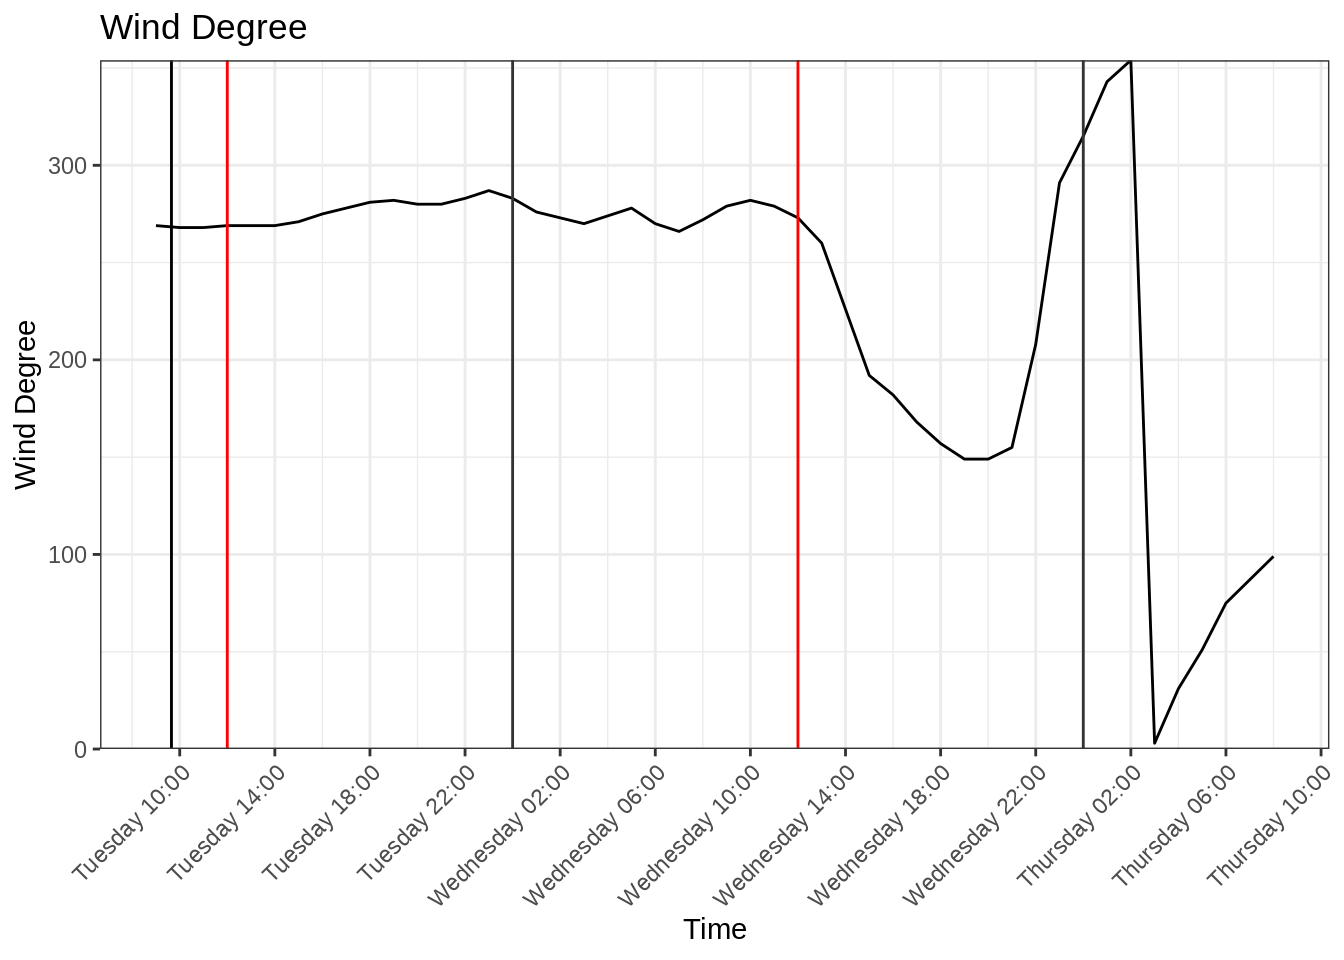 Wind Degree
Wind Degree
300
200
100
0
Tuesday 10:00
Tuesday 14:00
Tuesday 18:00
Tuesday 22:00
Wednesday 02:00
Wednesday 06:00
Wednesday 10:00
Wednesday 14:00
Wednesday 18:00
Wednesday 22:00
Thursday 02:00
Thursday 06:00
Thursday 10:00
Time